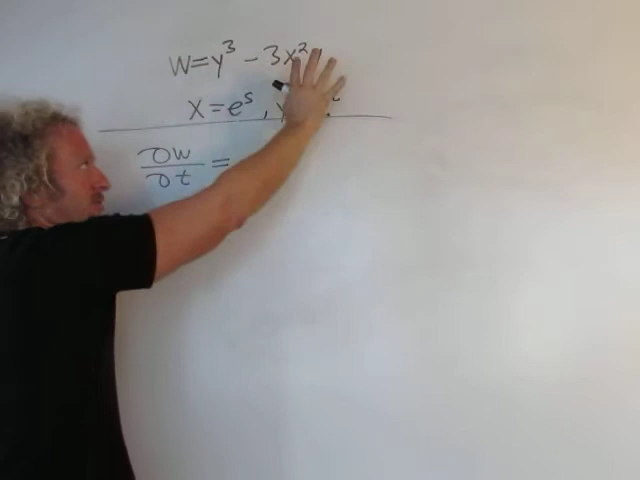 W=y³ - 3x²
x = eˢ, y
∂w/∂t =